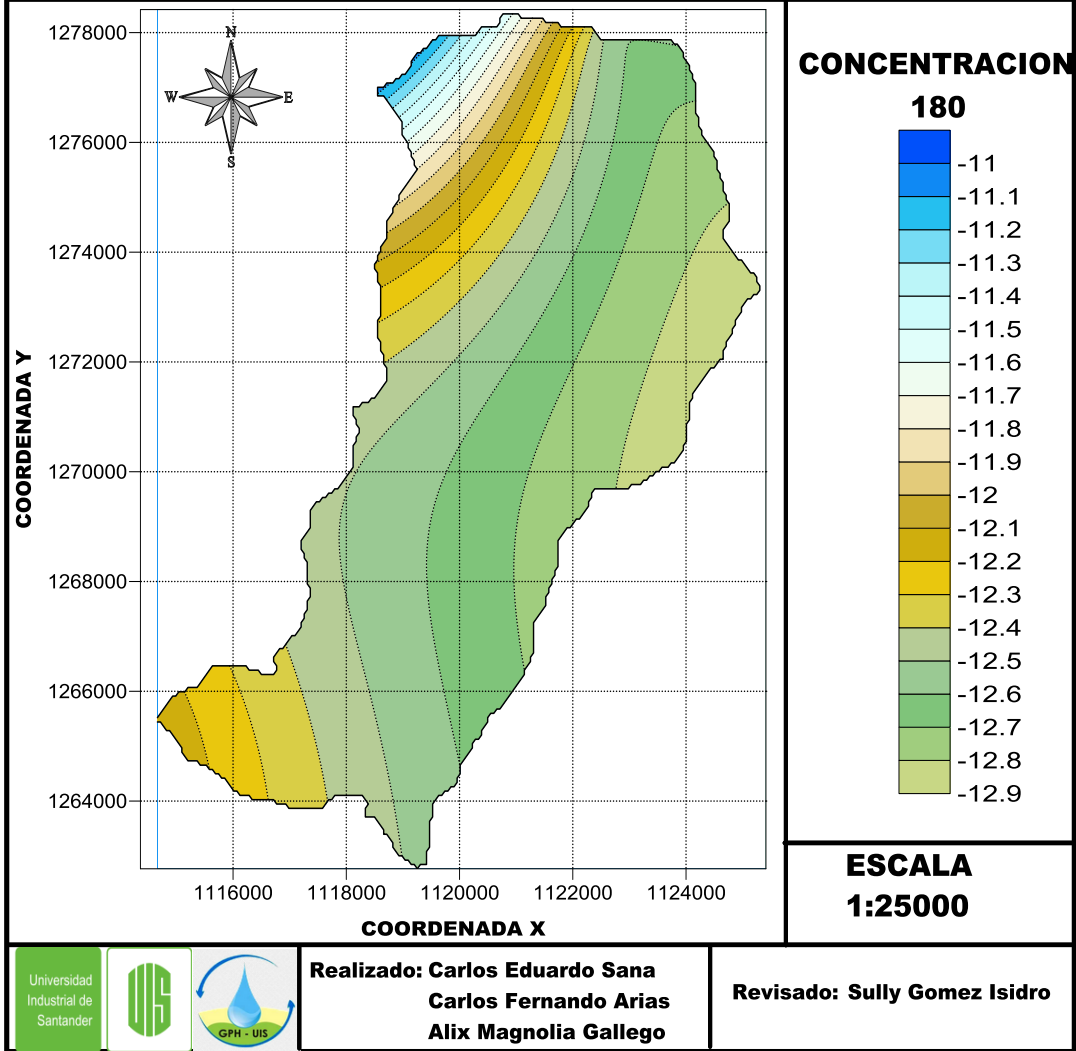 1278000
1276000
1274000
1272000
1270000
1268000
1266000
1264000
COORDENADA Y
N
W
E
S
1116000
1118000
1120000
1122000
1124000
COORDENADA X
CONCENTRACION
180
-11
-11.1
-11.2
-11.3
-11.4
-11.5
-11.6
-11.7
-11.8
-11.9
-12
-12.1
-12.2
-12.3
-12.4
-12.5
-12.6
-12.7
-12.8
-12.9
ESCALA
1:25000
Universidad
Industrial de
Santander
UIS
GPH - UIS
Realizado: Carlos Eduardo Sana
Carlos Fernando Arias
Alix Magnolia Gallego
Revisado: Sully Gomez Isidro